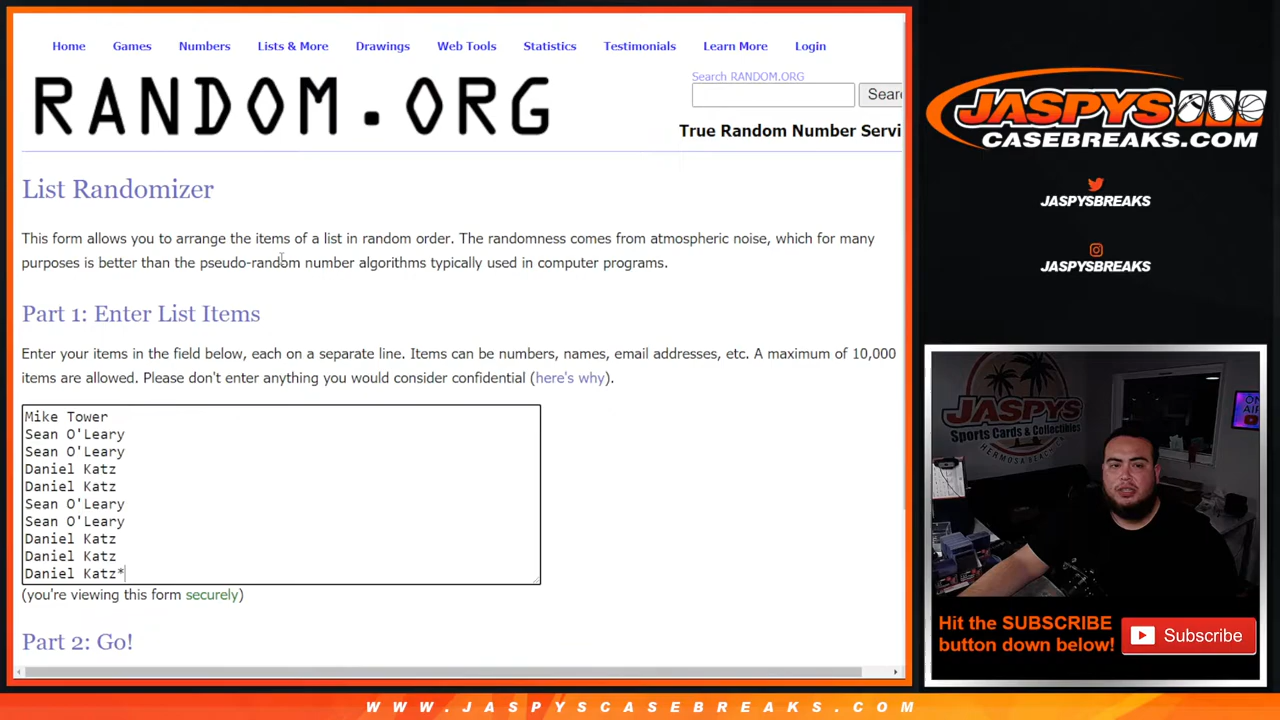 Home Games Numbers Lists & More Drawings Web Tools Statistics Testimonials Learn More Login
RANDOM.ORG
Search RANDOM.ORG
Sear
True Random Number Servi
List Randomizer
This form allows you to arrange the items of a list in random order. The randomness comes from atmospheric noise, which for many
purposes is better than the pseudo-random number algorithms typically used in computer programs.
Part 1: Enter List Items
Enter your items in the field below, each on a separate line. Items can be numbers, names, email addresses, etc. A maximum of 10,000
items are allowed. Please don't enter anything you would consider confidential (here's why).
Mike Tower
Sean O'Leary
Sean O'Leary
Daniel Katz
Daniel Katz
Sean O'Leary
Sean O'Leary
Daniel Katz
Daniel Katz
Daniel Katz*
(you're viewing this form securely)
Part 2: Go!
JASPYS
CASEBREAKS.COM
JASPYSBREAKS
JASPYSBREAKS
JASPYS
Sports Cards & Collectibles
HERMOSA BEACH
ON
AIR
Hit the SUBSCRIBE
button down below!
Subscribe
WWW.JASPYSCASEBREAKS.COM